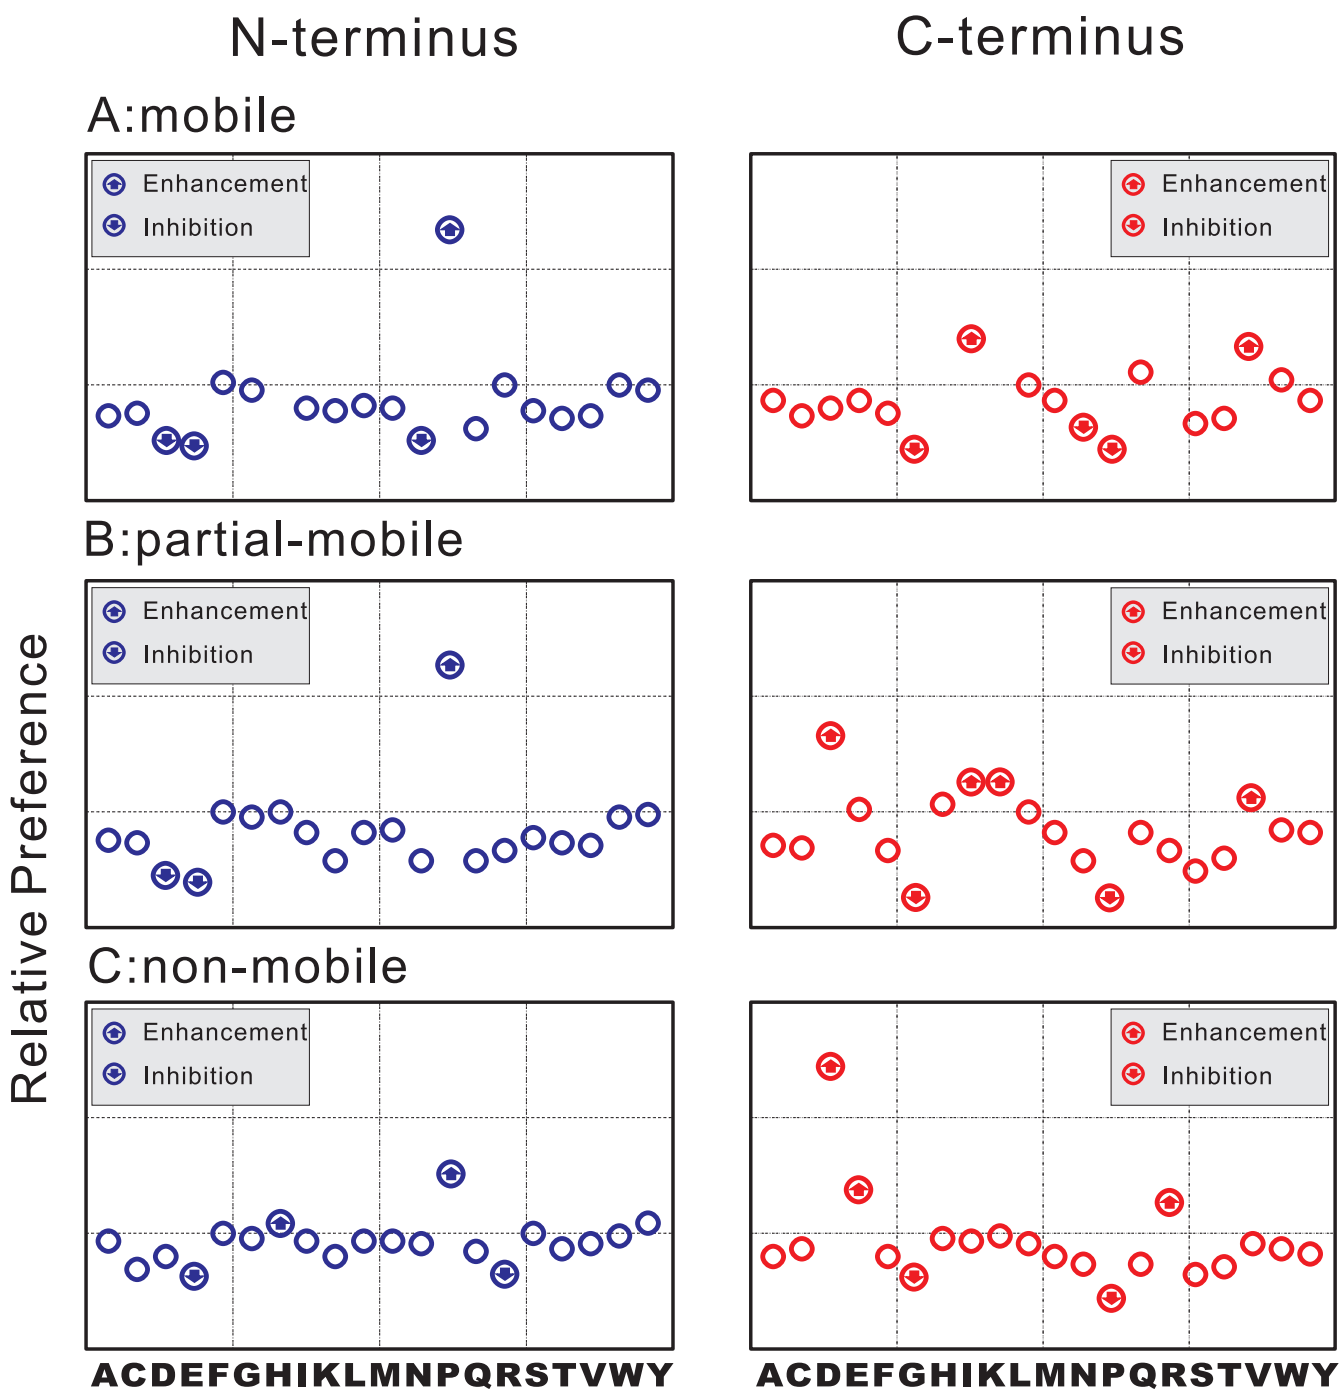 N-terminus
C-terminus
A:mobile
Enhancement
Inhibition
Enhancement
Inhibition
B:partial-mobile
Enhancement
Inhibition
Enhancement
Inhibition
C:non-mobile
Enhancement
Inhibition
Enhancement
Inhibition
Relative Preference
ACDEFGHIKLMNPQRSTVWY
ACDEFGHIKLMNPQRSTVWY